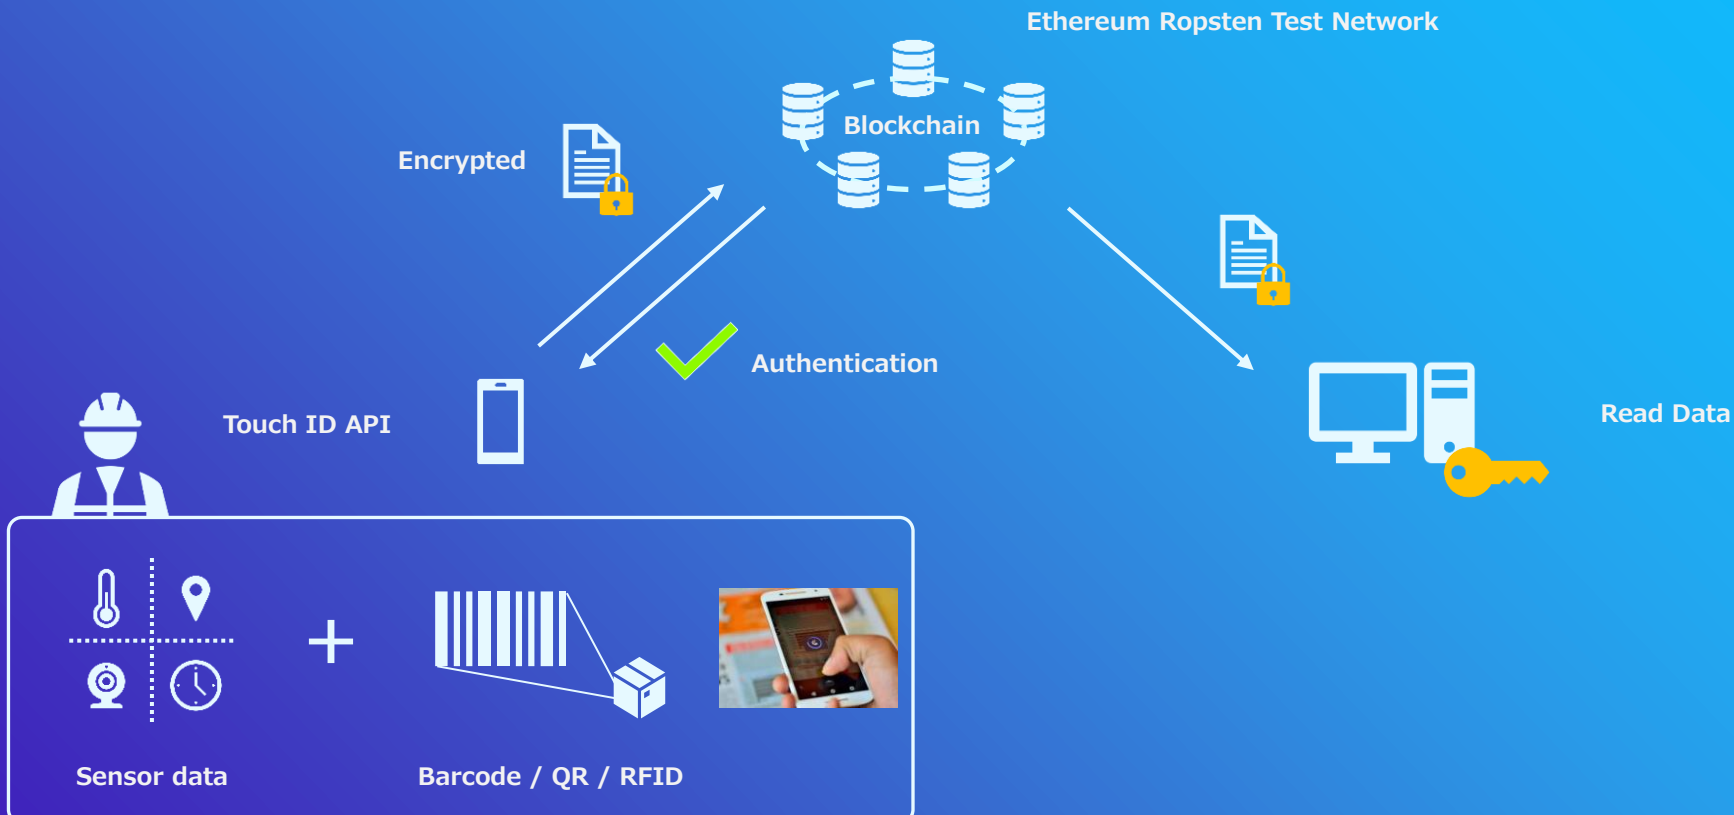 Ethereum Ropsten Test Network
Blockchain
Encrypted
Authentication
Touch ID API
Read Data
Sensor data
Barcode / QR / RFID